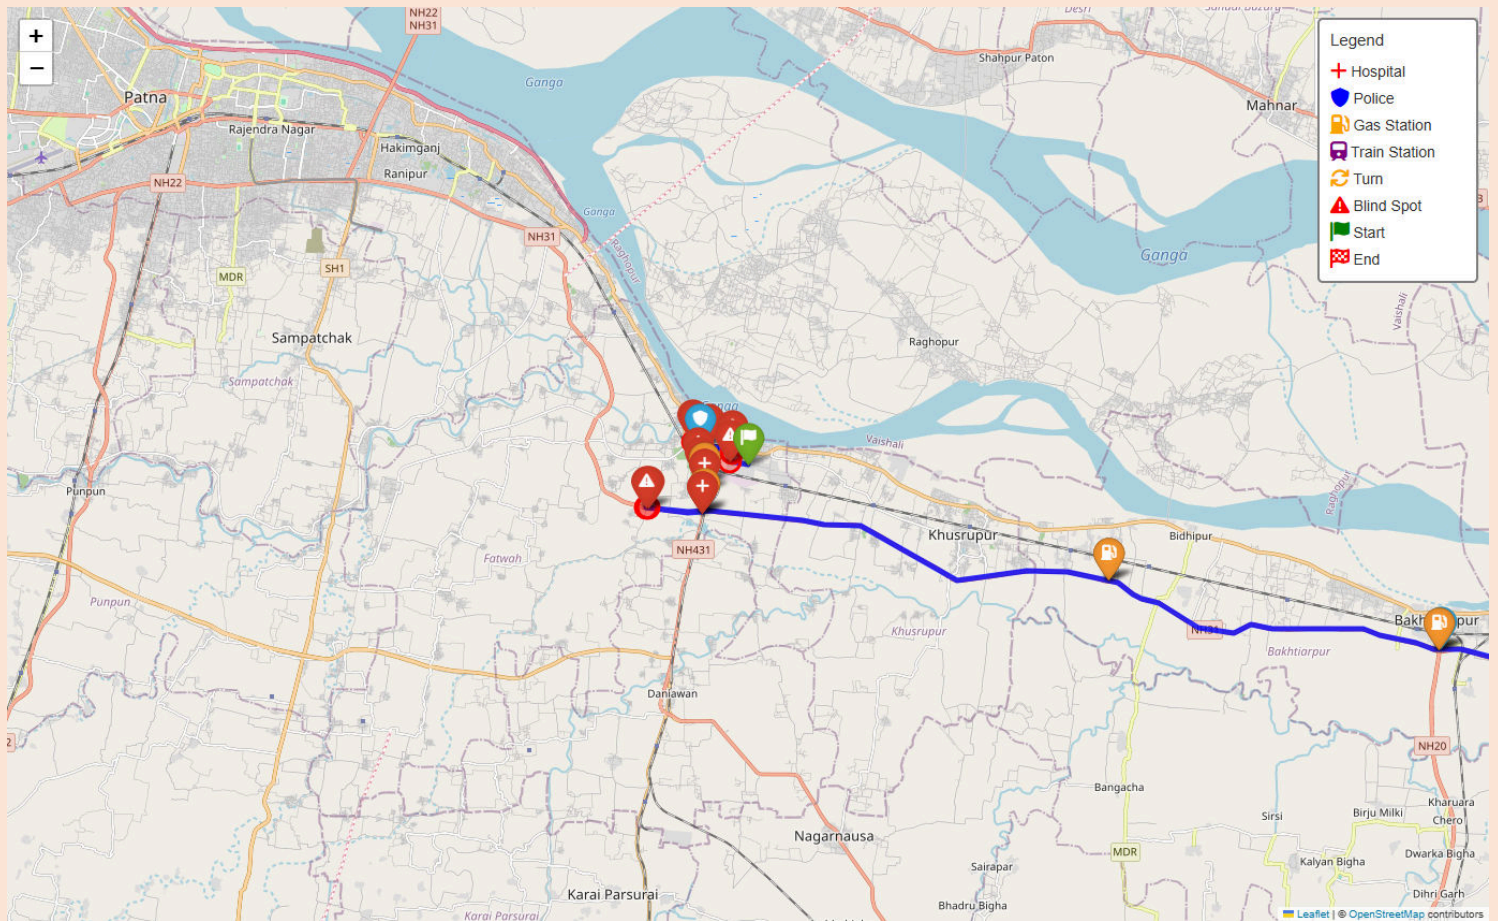 NH22
NH31
Desri
Shahpur Paton
Ganga
Patna
Mahnar
Rajendra Nagar
Hakimganj
Ranipur
NH22
Ganga
NH31
Raghopur
Ganga
SH1
MDR
Sampatchak
Raghopur
Vaishali
Sampatchak
Ganga
Vaishali
Punpun
Raghopur
NH431
Khusrupur
Bidhipur
Fatwah
Punpun
Khusrupur
NH31
Bakhtiarpur
Daniawan
NH20
Bangacha
Kharuara
Chero
Sirsi
Birju Milki
Nagarnausa
MDR
Kalyan Bigha
Dwarka Bigha
Sairapar
Karai Parsurai
Bhadru Bigha
Dihri Garh
Karai Parsurai
+
−
Legend
Hospital
Police
Gas Station
Train Station
Turn
Blind Spot
Start
End
Leaflet | © OpenStreetMap contributors